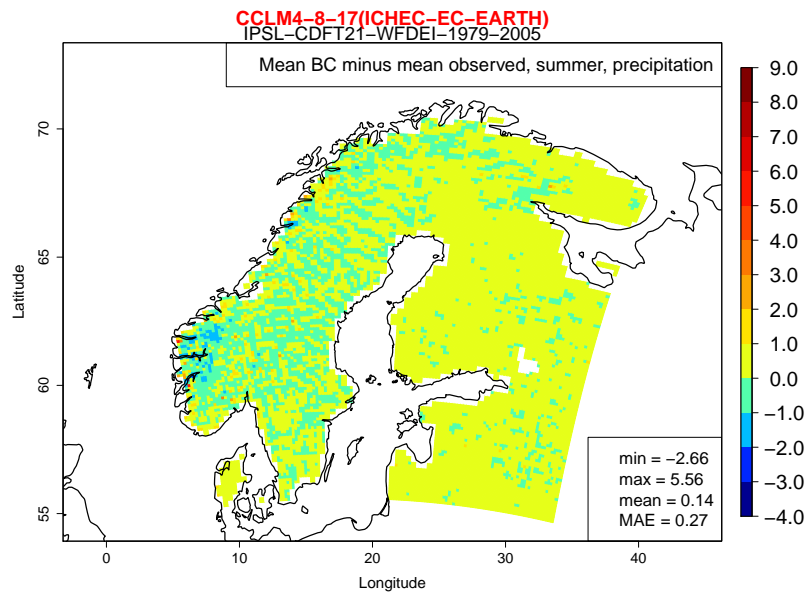 CCLM4−8−17(ICHEC−EC−EARTH)
IPSL−CDFT21−WFDEI−1979−2005
Mean BC minus mean observed, summer, precipitation
9.0
8.0
7.0
6.0
5.0
4.0
3.0
2.0
1.0
0.0
−1.0
−2.0
−3.0
−4.0
70
65
60
55
Latitude
min = −2.66
max = 5.56
mean = 0.14
MAE = 0.27
0 10 20 30 40
Longitude